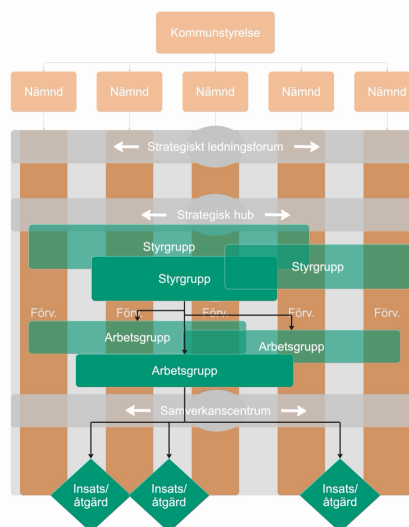 Kommunstyrelse
Nämnd Nämnd Nämnd Nämnd Nämnd
Strategiskt ledningsforum
Strategisk hub
Styrgrupp
Styrgrupp
Styrgrupp
Förv. Förv. Förv. Förv. Förv.
Arbetsgrupp
Arbetsgrupp
Arbetsgrupp
Samverkanscentrum
Insats/ Insats/ Insats/
åtgärd åtgärd åtgärd